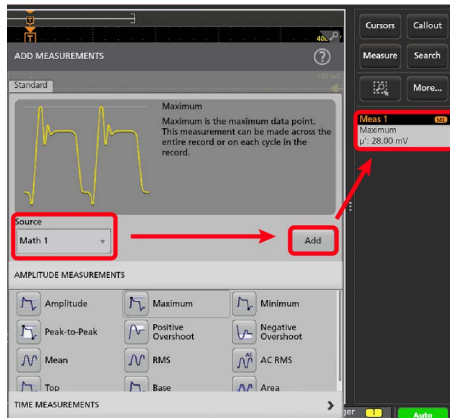 400
ADD MEASUREMENTS
?
Standard
Maximum
Maximum is the maximum data point.
This measurement can be made across the
entire record or on each cycle in the
record.
Source
Math 1
Add
AMPLITUDE MEASUREMENTS
Amplitude
Maximum
Minimum
Peak-to-Peak
Positive
Overshoot
Negative
Overshoot
Mean
RMS
AC RMS
Top
Base
Area
TIME MEASUREMENTS
Cursors
Callout
Measure
Search
More...
Meas 1
M1
Maximum
µ': 28.00 mV
1
Auto